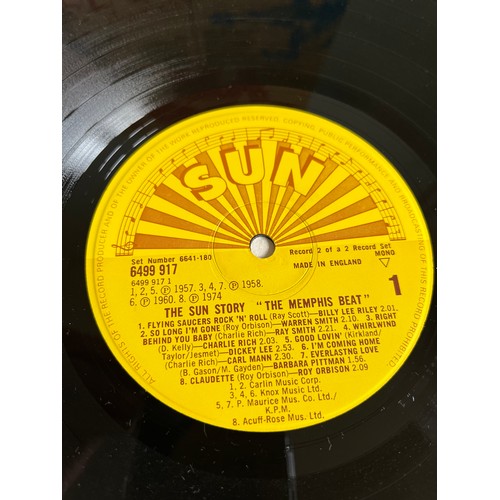 ALL RIGHTS OF THE RECORD PRODUCER AND OF THE OWNER OF THE WORK REPRODUCED RESERVED. COPYING, PUBLIC PERFORMANCE AND BROADCASTING OF THIS RECORD PROHIBITED.
SUN
Set Number 6641-180
6499 917
6499 917 1
1, 2, 5. Ⓟ 1957. 3, 4, 7. Ⓟ 1958.
6. Ⓟ 1960. 8. Ⓟ 1974
Record 2 of a 2 Record Set
MONO
MADE IN ENGLAND
1
THE SUN STORY "THE MEMPHIS BEAT"
1. FLYING SAUCERS ROCK 'N' ROLL (Ray Scott)—BILLY LEE RILEY 2.01.
2. SO LONG I'M GONE (Roy Orbison)—WARREN SMITH 2.10. 3. RIGHT
BEHIND YOU BABY (Charlie Rich)—RAY SMITH 2.25. 4. WHIRLWIND
(Charlie Rich)—CHARLIE RICH 2.03. 5. GOOD LOVIN' (Kirkland/
D. Kelly)—
Taylor/Jesmel)—DICKEY LEE 2.03. 6. I'M COMING HOME
—CARL MANN 2.30. 7. EVERLASTNG LOVE
(B. Gason/M. Gayden)—BARBARA PITTMAN 1.56.
8. CLAUDETTE (Roy Orbison)—ROY ORBISON 2.09
1. 2. Carlin Music Corp.
3, 4, 6. Knox Music Ltd.
5, 7. P. Maurice Mus. Co. Ltd./
K.P.M.
8. Acuff-Rose Mus. Ltd.